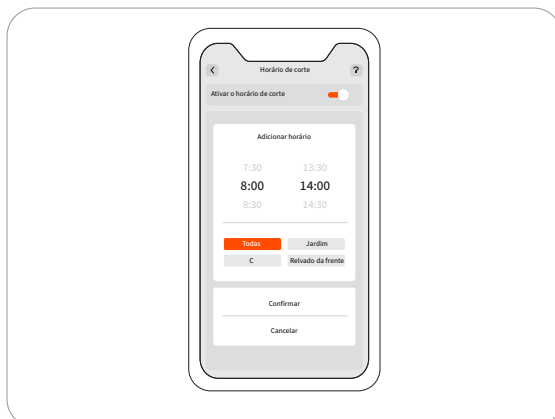 Horário de corte ?
Ativar o horário de corte
Adicionar horário
7:30 13:30
8:00 14:00
8:30 14:30
Todas Jardim
C Relvado da frente
Confirmar
Cancelar